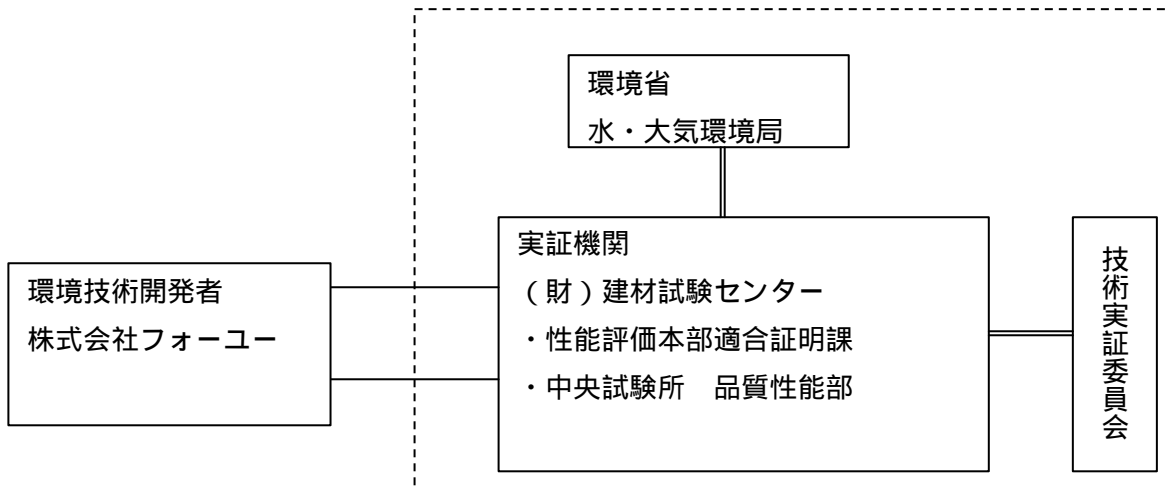 環境省
水・大気環境局
実証機関
（財）建材試験センター
・性能評価本部適合証明課
・中央試験所　品質性能部
環境技術開発者
株式会社フォーユー
技術実証委員会